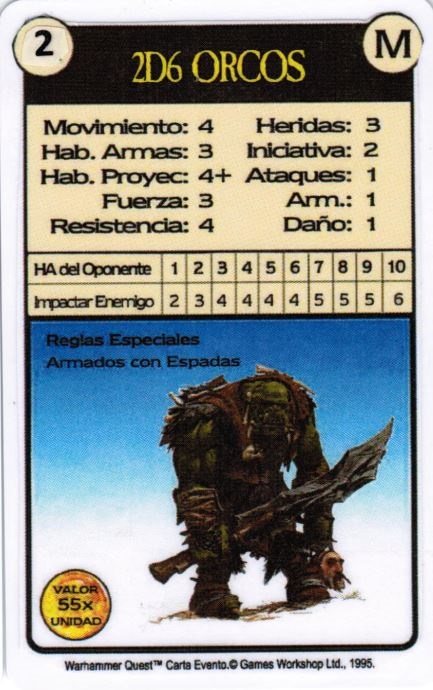 2
M
2D6 ORCOS
Movimiento: 4 Heridas: 3
Hab. Armas: 3 Iniciativa: 2
Hab. Proyec: 4+ Ataques: 1
Fuerza: 3 Arm.: 1
Resistencia: 4 Daño: 1
HA del Oponente 1 2 3 4 5 6 7 8 9 10
Impactar Enemigo 2 3 4 4 4 4 5 5 5 6
Reglas Especiales
Armados con Espadas
VALOR
55x
UNIDAD
Warhammer Quest™ Carta Evento.© Games Workshop Ltd., 1995.